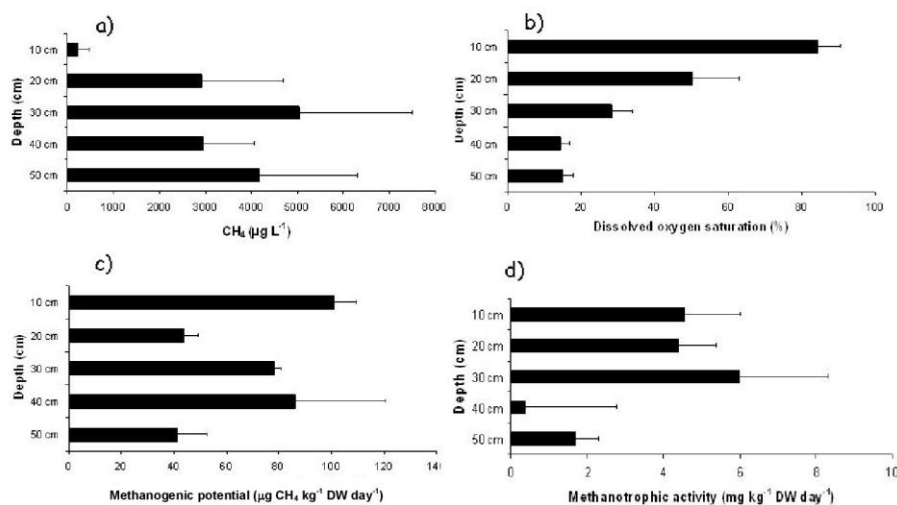 a)
Depth (cm)
10 cm
20 cm
30 cm
40 cm
50 cm
0 1000 2000 3000 4000 5000 6000 7000 8000
CH₄ (µg L⁻¹)
b)
Depth (cm)
10 cm
20 cm
30 cm
40 cm
50 cm
0 20 40 60 80 100
Dissolved oxygen saturation (%)
c)
Depth (cm)
10 cm
20 cm
30 cm
40 cm
50 cm
0 20 40 60 80 100 120 14
Methanogenic potential (µg CH₄ kg⁻¹ DW day⁻¹)
d)
Depth (cm)
10 cm
20 cm
30 cm
40 cm
50 cm
0 2 4 6 8 10
Methanotrophic activity (mg kg⁻¹ DW day⁻¹)